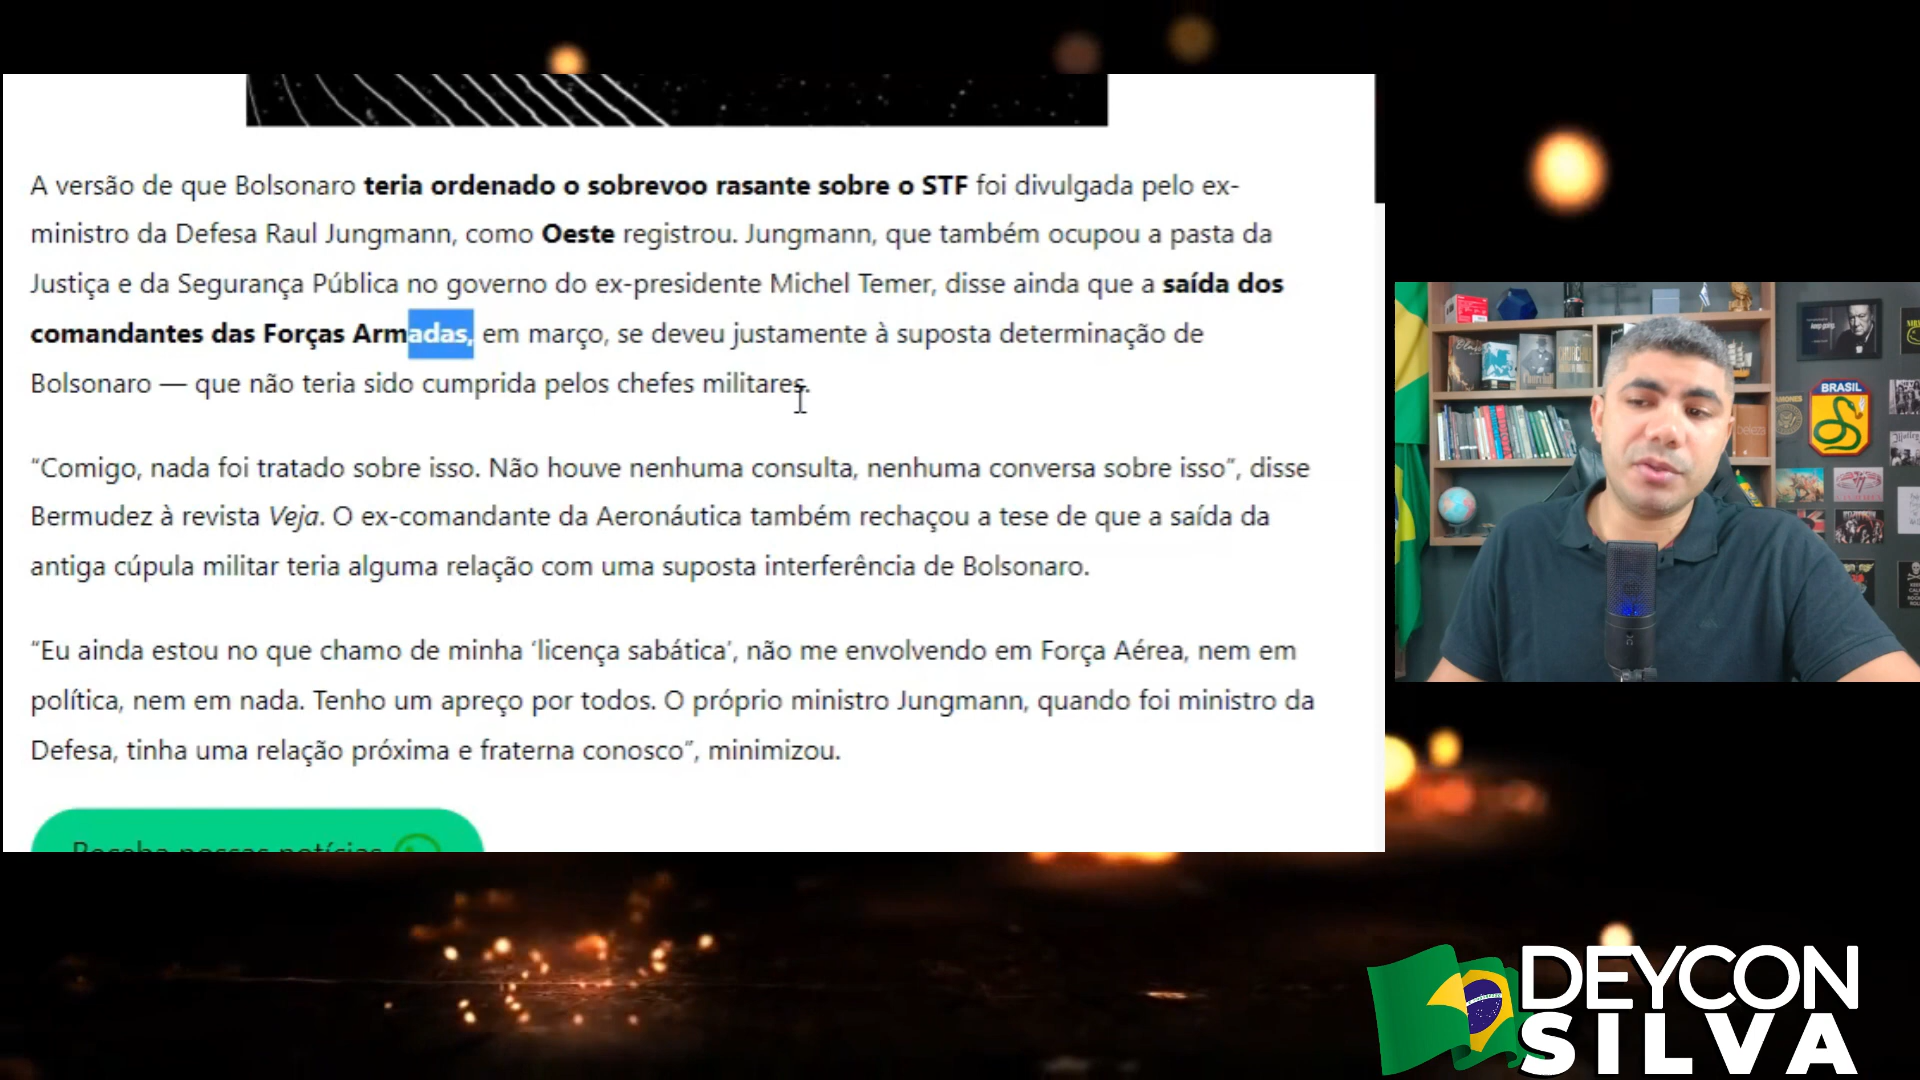 A versão de que Bolsonaro teria ordenado o sobrevoo rasante sobre o STF foi divulgada pelo ex-
ministro da Defesa Raul Jungmann, como Oeste registrou. Jungmann, que também ocupou a pasta da
Justiça e da Segurança Pública no governo do ex-presidente Michel Temer, disse ainda que a saída dos
comandantes das Forças Armadas, em março, se deveu justamente à suposta determinação de
Bolsonaro — que não teria sido cumprida pelos chefes militares.
“Comigo, nada foi tratado sobre isso. Não houve nenhuma consulta, nenhuma conversa sobre isso”, disse
Bermudez à revista Veja. O ex-comandante da Aeronáutica também rechaçou a tese de que a saída da
antiga cúpula militar teria alguma relação com uma suposta interferência de Bolsonaro.
“Eu ainda estou no que chamo de minha ‘licença sabática’, não me envolvendo em Força Aérea, nem em
política, nem em nada. Tenho um apreço por todos. O próprio ministro Jungmann, quando foi ministro da
Defesa, tinha uma relação próxima e fraterna conosco”, minimizou.
Receba nossas notícias
BRASIL
DEYCON
SILVA